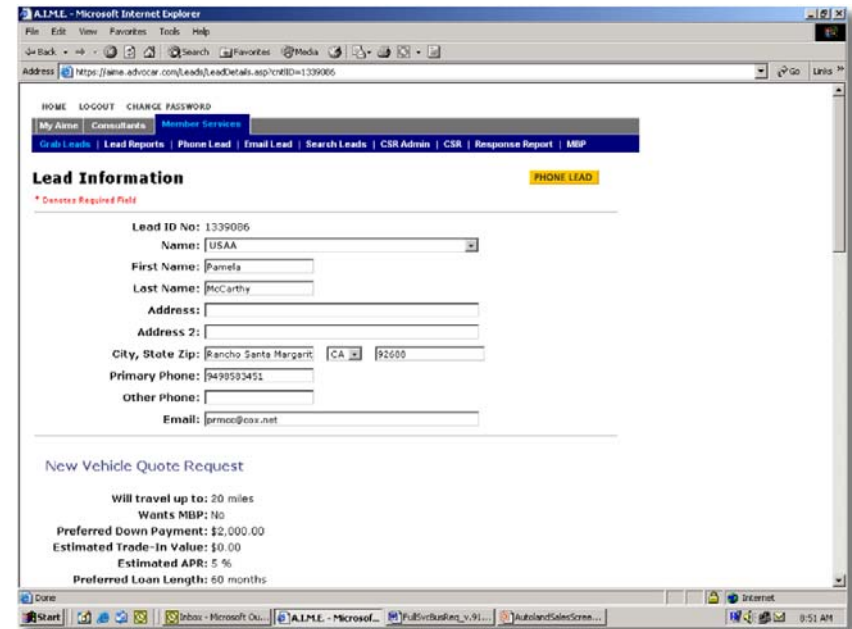 A.I.M.E. - Microsoft Internet Explorer
File Edit View Favorites Tools Help
Back Search Favorites Media
Address https://aime.advocar.com/Leads/LeadDetails.asp?cntlID=1339086 Go Links »
HOME LOGOUT CHANGE PASSWORD
My Aime Consultants Member Services
Grab Leads | Lead Reports | Phone Lead | Email Lead | Search Leads | CSR Admin | CSR | Response Report | MBP
Lead Information PHONE LEAD
* Denotes Required Field
Lead ID No: 1339086
Name: USAA
First Name: Pamela
Last Name: McCarthy
Address:
Address 2:
City, State Zip: Rancho Santa Margarit CA 92688
Primary Phone: 9498583451
Other Phone:
Email: prmcc@cox.net
New Vehicle Quote Request
Will travel up to: 20 miles
Wants MBP: No
Preferred Down Payment: $2,000.00
Estimated Trade-In Value: $0.00
Estimated APR: 5 %
Preferred Loan Length: 60 months
Done Internet
Start Inbox - Microsoft Ou... A.I.M.E. - Microsof... FullSvcBusReq_v.91... AutolandSalesScree... 8:51 AM